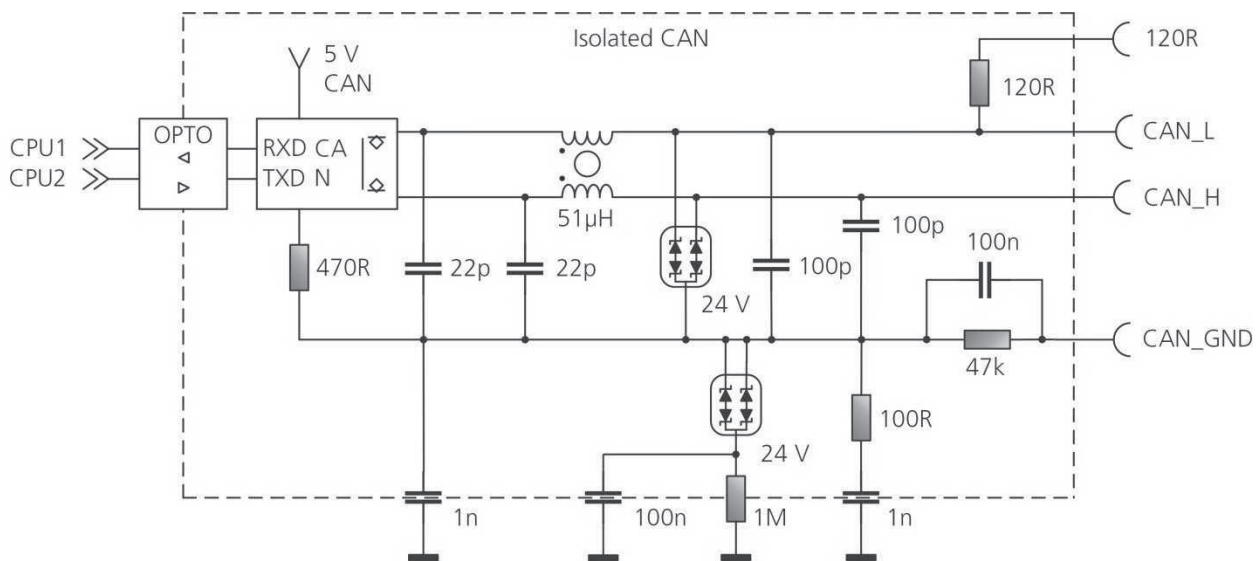 Isolated CAN
120R
5 V
CAN
120R
OPTO
CPU1
RXD CA
CAN_L
CPU2
TXD N
CAN_H
51µH
100p
100n
470R
22p
22p
100p
24 V
CAN_GND
47k
100R
24 V
1n
100n
1M
1n